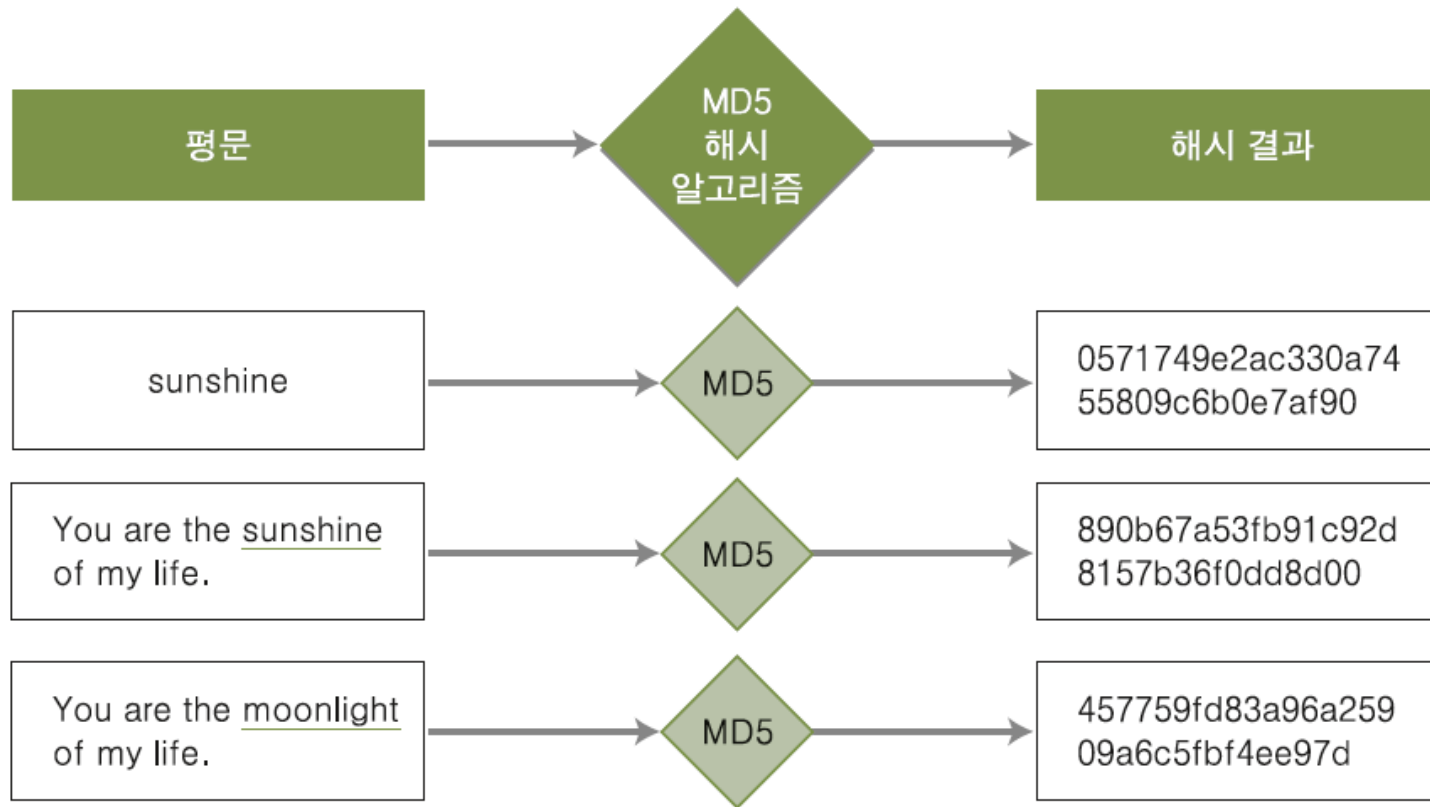 평문
MD5
해시
알고리즘
해시 결과
sunshine
MD5
0571749e2ac330a74
55809c6b0e7af90
You are the sunshine
of my life.
MD5
890b67a53fb91c92d
8157b36f0dd8d00
You are the moonlight
of my life.
MD5
457759fd83a96a259
09a6c5fbf4ee97d